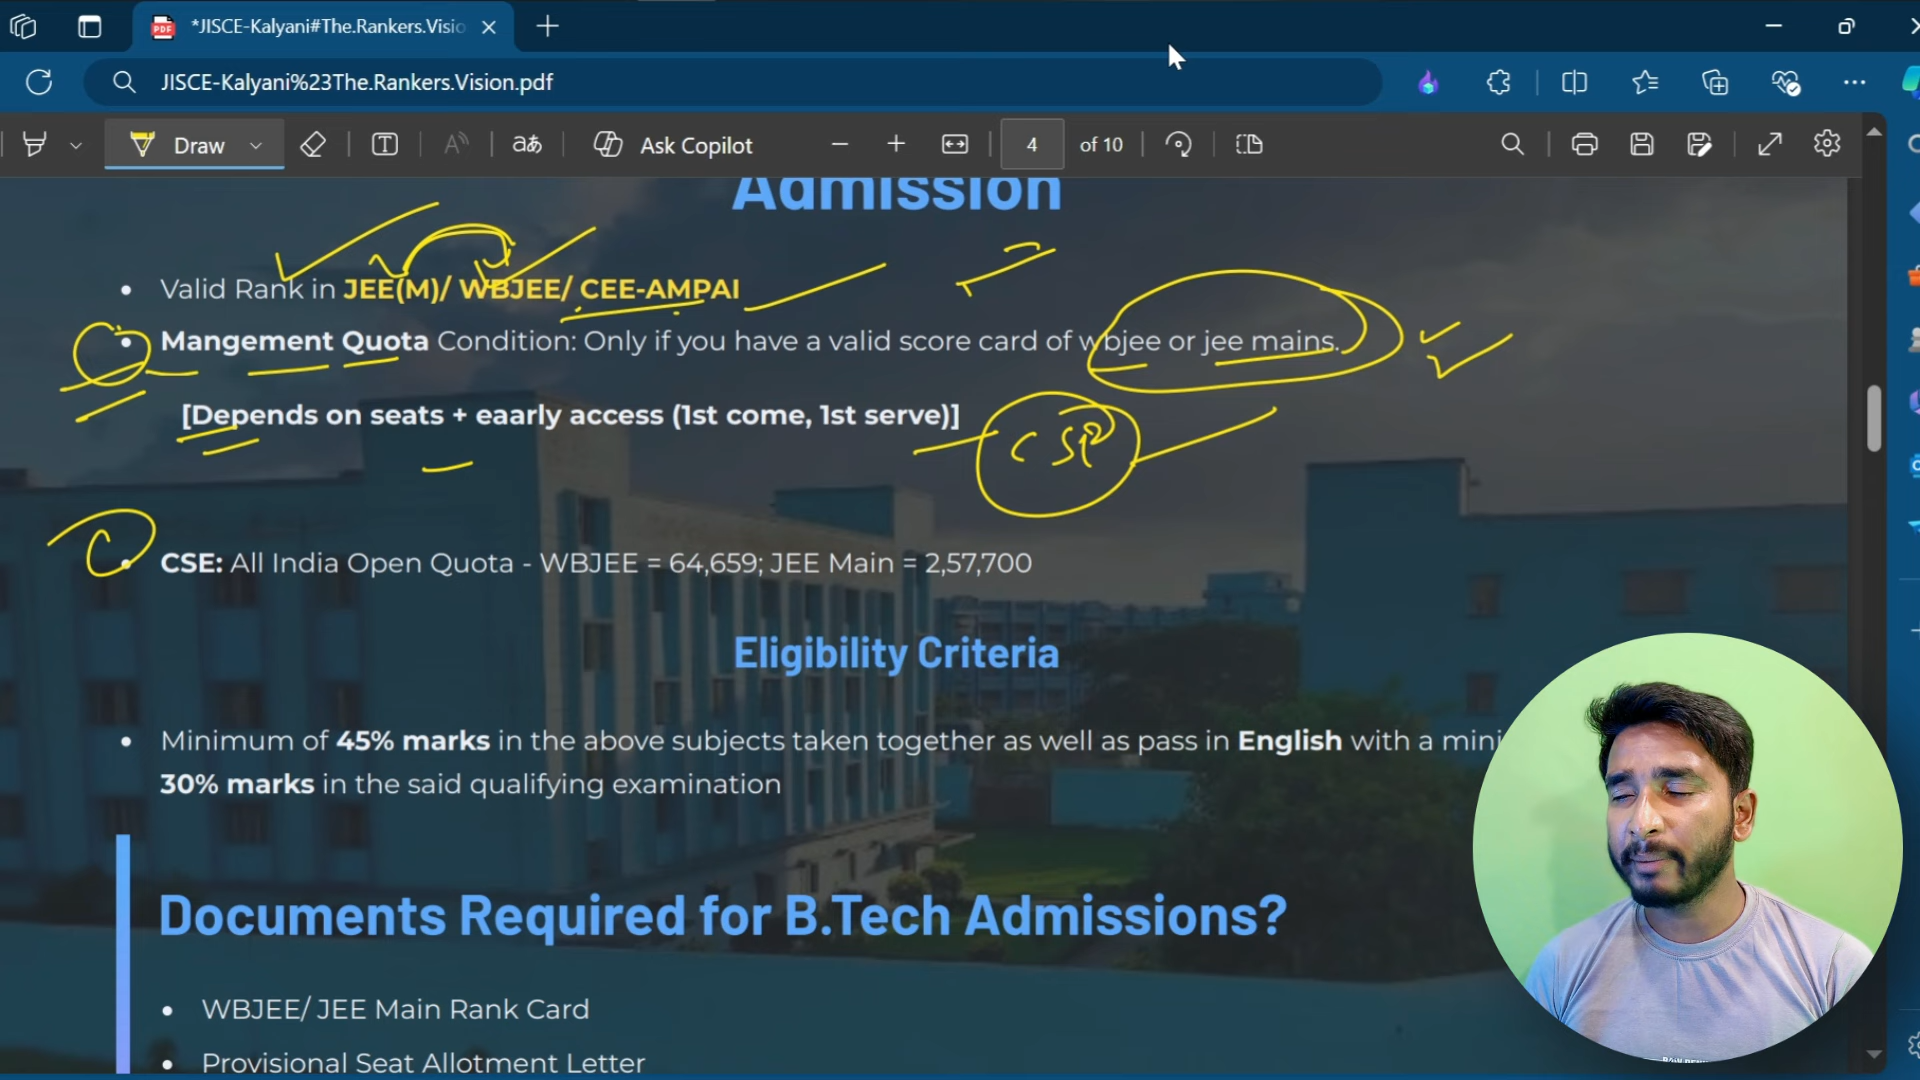 *JISCE-Kalyani#The.Rankers.Visio
JISCE-Kalyani%23The.Rankers.Vision.pdf
Draw
Ask Copilot
4
of 10
Admission
Valid Rank in JEE(M)/ WBJEE/ CEE-AMPAI
Mangement Quota Condition: Only if you have a valid score card of wbjee or jee mains.
[Depends on seats + eaarly access (1st come, 1st serve)]
CSE: All India Open Quota - WBJEE = 64,659; JEE Main = 2,57,700
Eligibility Criteria
Minimum of 45% marks in the above subjects taken together as well as pass in English with a mini
30% marks in the said qualifying examination
Documents Required for B.Tech Admissions?
WBJEE/ JEE Main Rank Card
Provisional Seat Allotment Letter